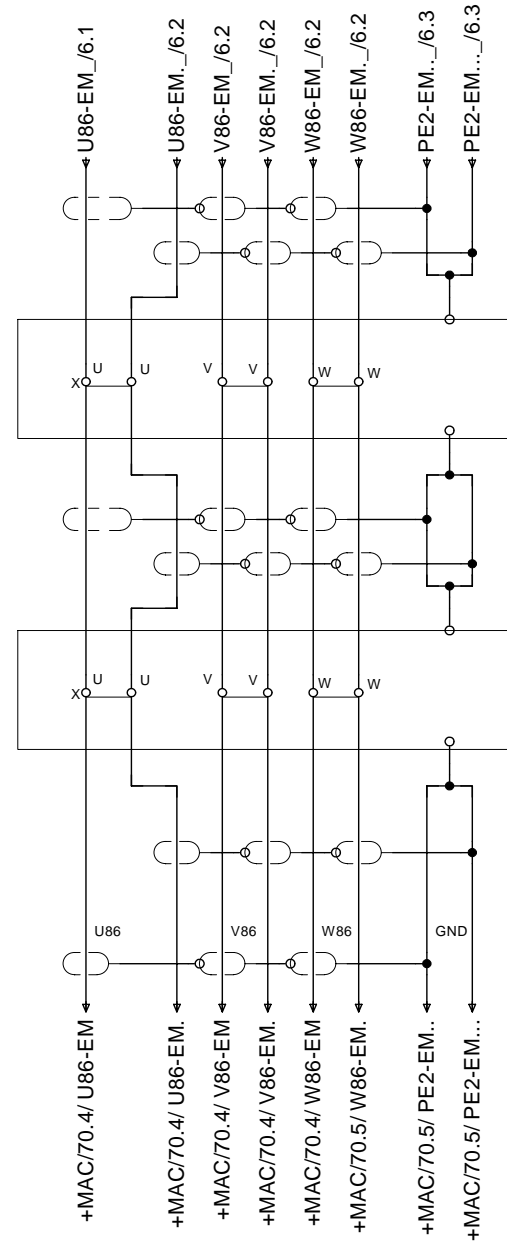 U86-EM_/6.1
U86-EM._/6.2
V86-EM_/6.2
V86-EM._/6.2
W86-EM_/6.2
W86-EM._/6.2
PE2-EM.._/6.3
PE2-EM..._/6.3
X
U
U
V
V
W
W
X
U
U
V
V
W
W
U86
V86
W86
GND
+MAC/70.4/ U86-EM
+MAC/70.4/ U86-EM.
+MAC/70.4/ V86-EM
+MAC/70.4/ V86-EM.
+MAC/70.4/ W86-EM
+MAC/70.5/ W86-EM.
+MAC/70.5/ PE2-EM..
+MAC/70.5/ PE2-EM...